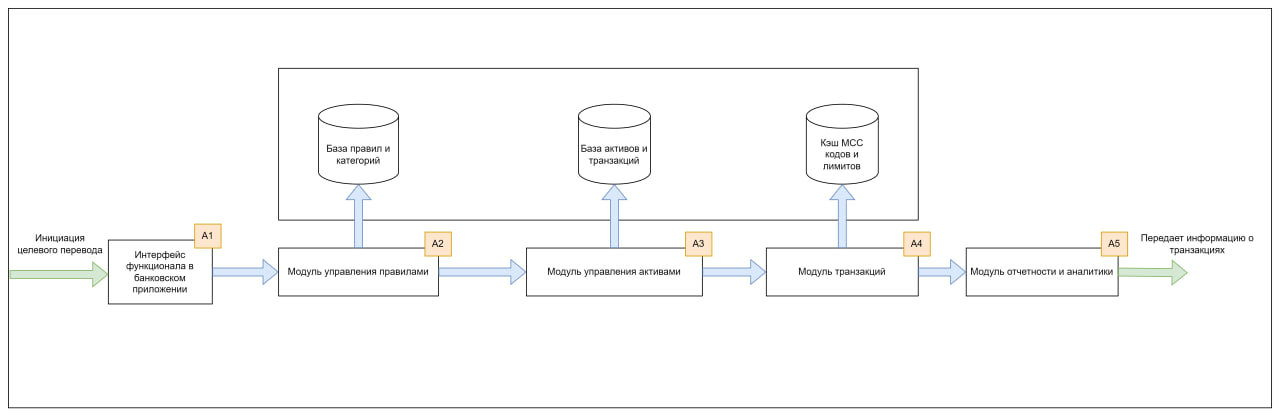 База правил и
категорий
База активов и
транзакций
Кэш МСС
кодов и
лимитов
Инициация
целевого перевода
A1
Интерфейс
функционала в
банковском
приложении
A2
Модуль управления правилами
A3
Модуль управления активами
A4
Модуль транзакций
A5
Модуль отчетности и аналитики
Передает информацию о
транзакциях